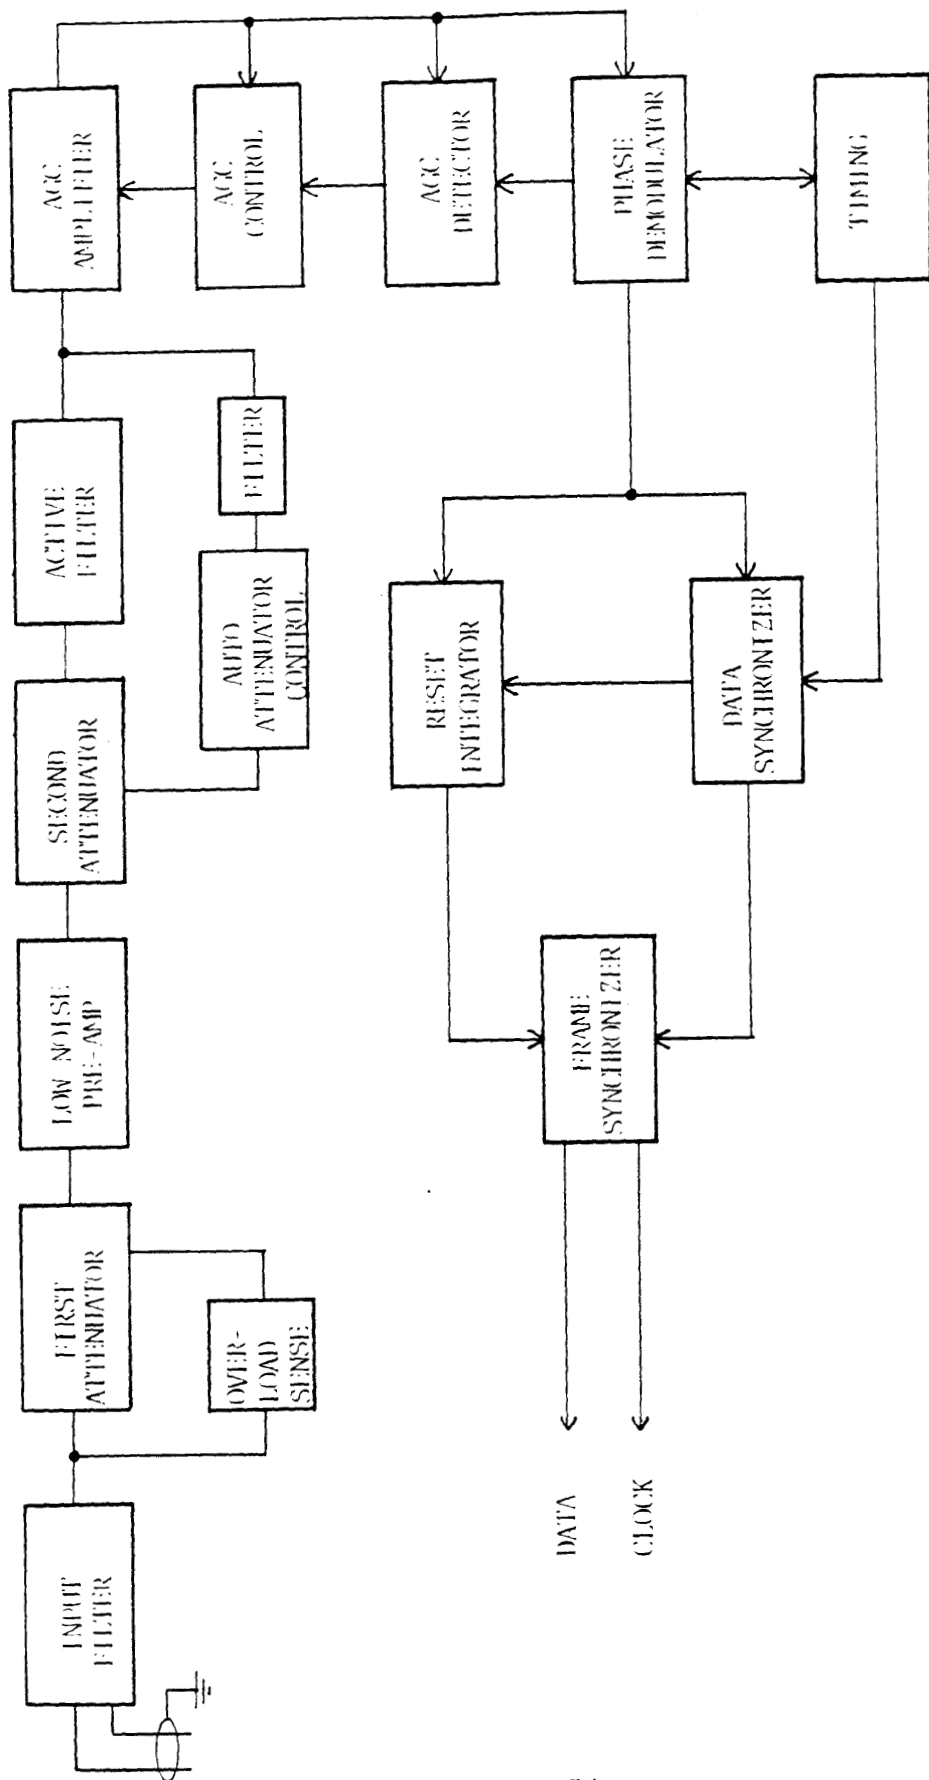 INPUT
FILTER
FIRST
ATTENUATOR
OVER-
LOAD
SENSE
LOW NOISE
PRE-AMP
SECOND
ATTENUATOR
AUTO
ATTENUATOR
CONTROL
ACTIVE
FILTER
FILTER
AGC
AMPLIFIER
AGC
CONTROL
AGC
DETECTOR
PHASE
DEMODULATOR
TIMING
RESET
INTEGRATOR
DATA
SYNCHRONIZER
FRAME
SYNCHRONIZER
DATA
CLOCK